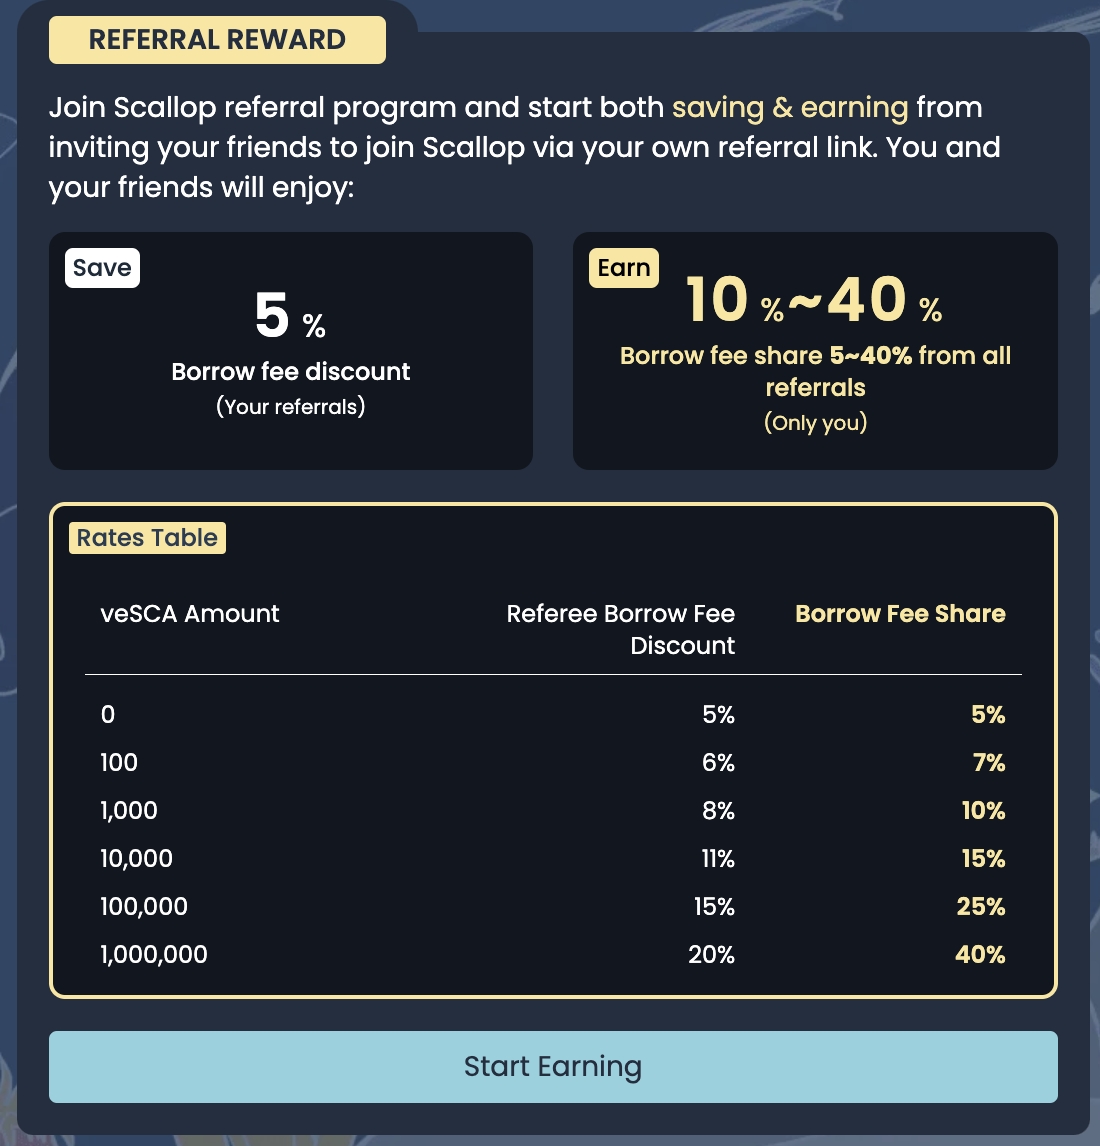 REFERRAL REWARD
Join Scallop referral program and start both saving & earning from
inviting your friends to join Scallop via your own referral link. You and
your friends will enjoy:
Save
5 %
Borrow fee discount
(Your referrals)
Earn
10 %~40 %
Borrow fee share 5~40% from all
referrals
(Only you)
Rates Table
veSCA Amount Referee Borrow Fee Discount Borrow Fee Share
0 5% 5%
100 6% 7%
1,000 8% 10%
10,000 11% 15%
100,000 15% 25%
1,000,000 20% 40%
Start Earning